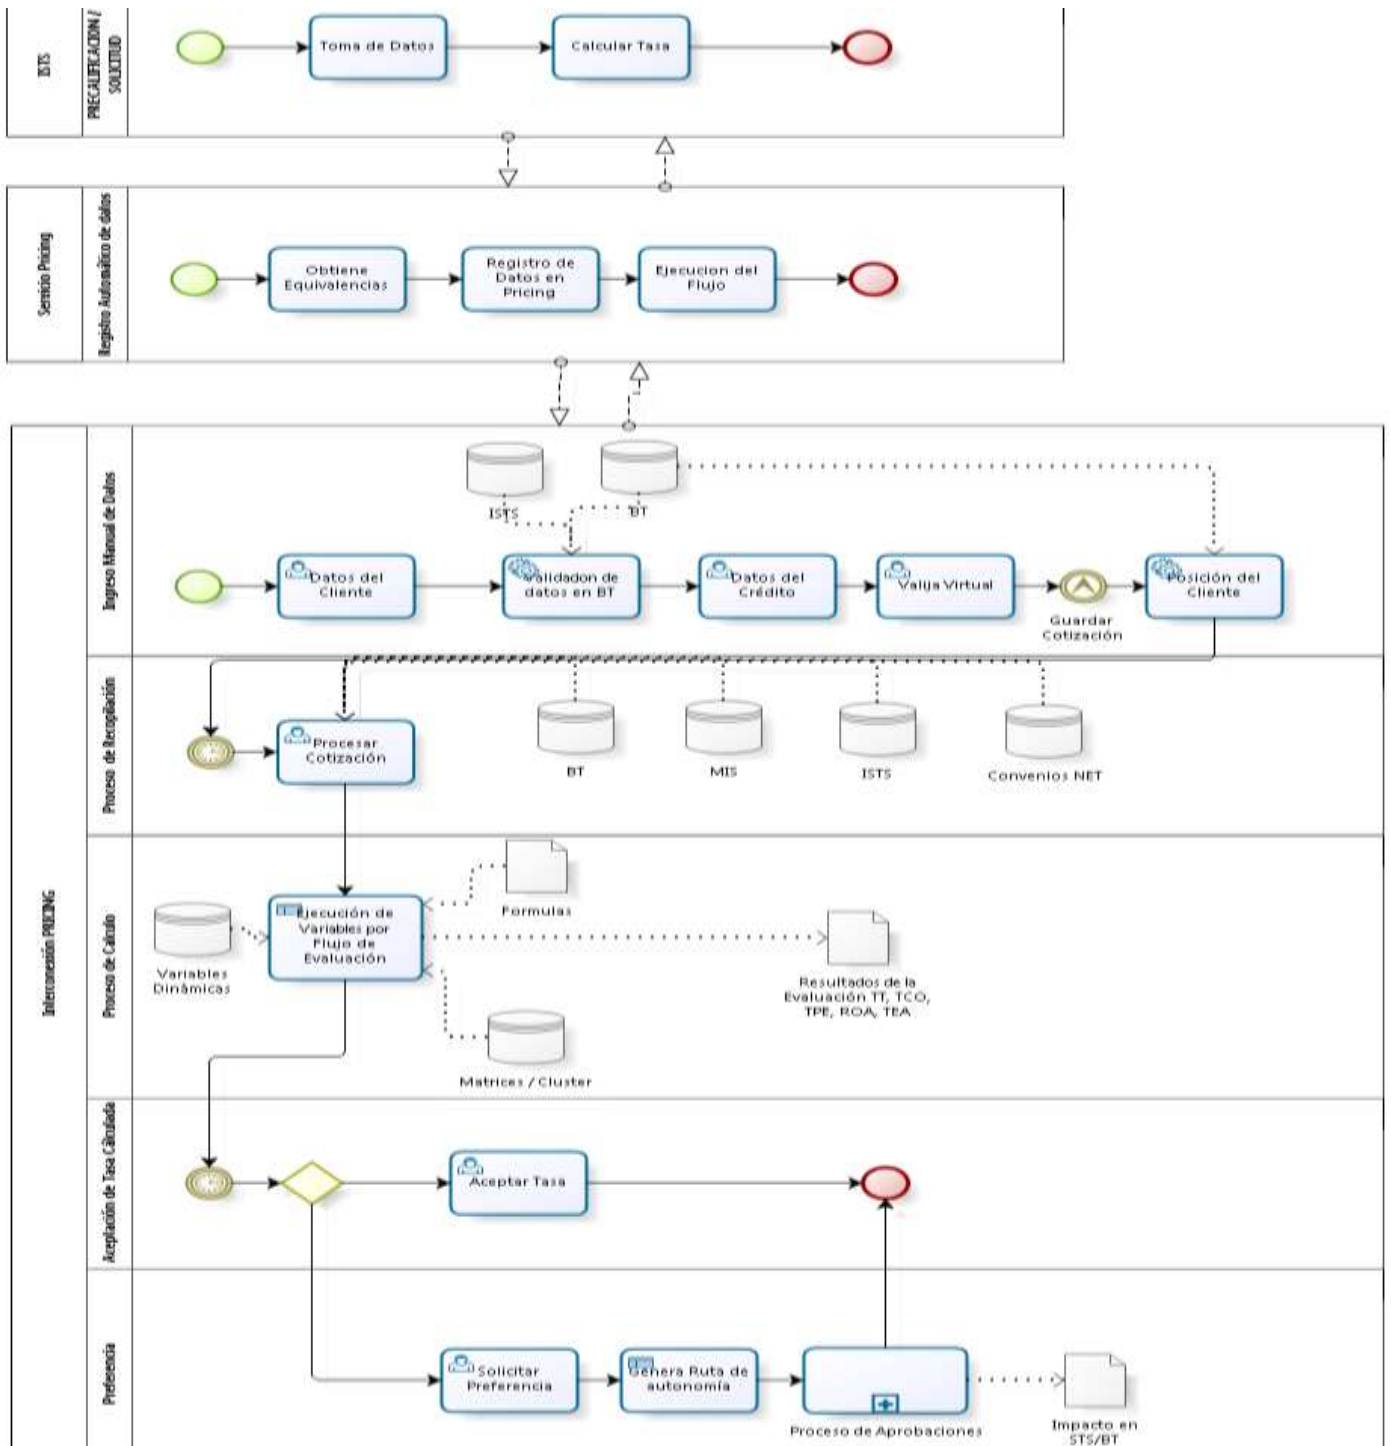 ISTS
PRECALIFICACION /
SOLICITUD
Toma de Datos
Calcular Tasa
Servicio Pricing
Registro Automático de datos
Obtiene
Equivalencias
Registro de
Datos en
Pricing
Ejecucion del
Flujo
Interconexión PRICING
Ingreso Manual de Datos
ISTS
BT
Datos del
Cliente
Validadon de
datos en BT
Datos del
Crédito
Valija Virtual
Guardar
Cotización
Posición del
Cliente
Proceso de Recopilación
Procesar
Cotización
BT
MIS
ISTS
Convenios NET
Proceso de Calculo
Formulas
Variables
Dinámicas
Ejecución de
Variables por
Flujo de
Evaluación
Resultados de la
Evaluación TT, TCO,
TPE, ROA, TEA
Matrices / Cluster
Aceptación de Tasa Cálculada
Aceptar Tasa
Preferencia
Solicitar
Preferencia
Genera Ruta de
autonomía
Proceso de Aprobaciones
Impacto en
STS/BT